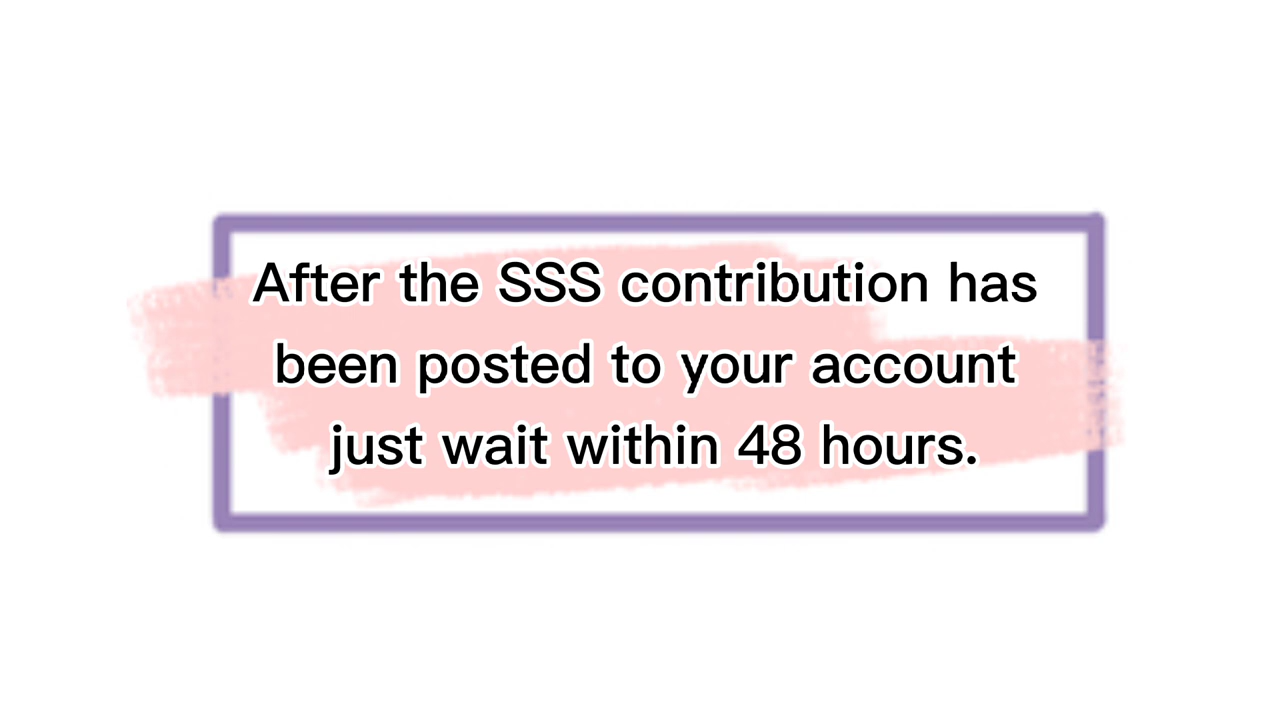 After the SSS contribution has
been posted to your account
just wait within 48 hours.